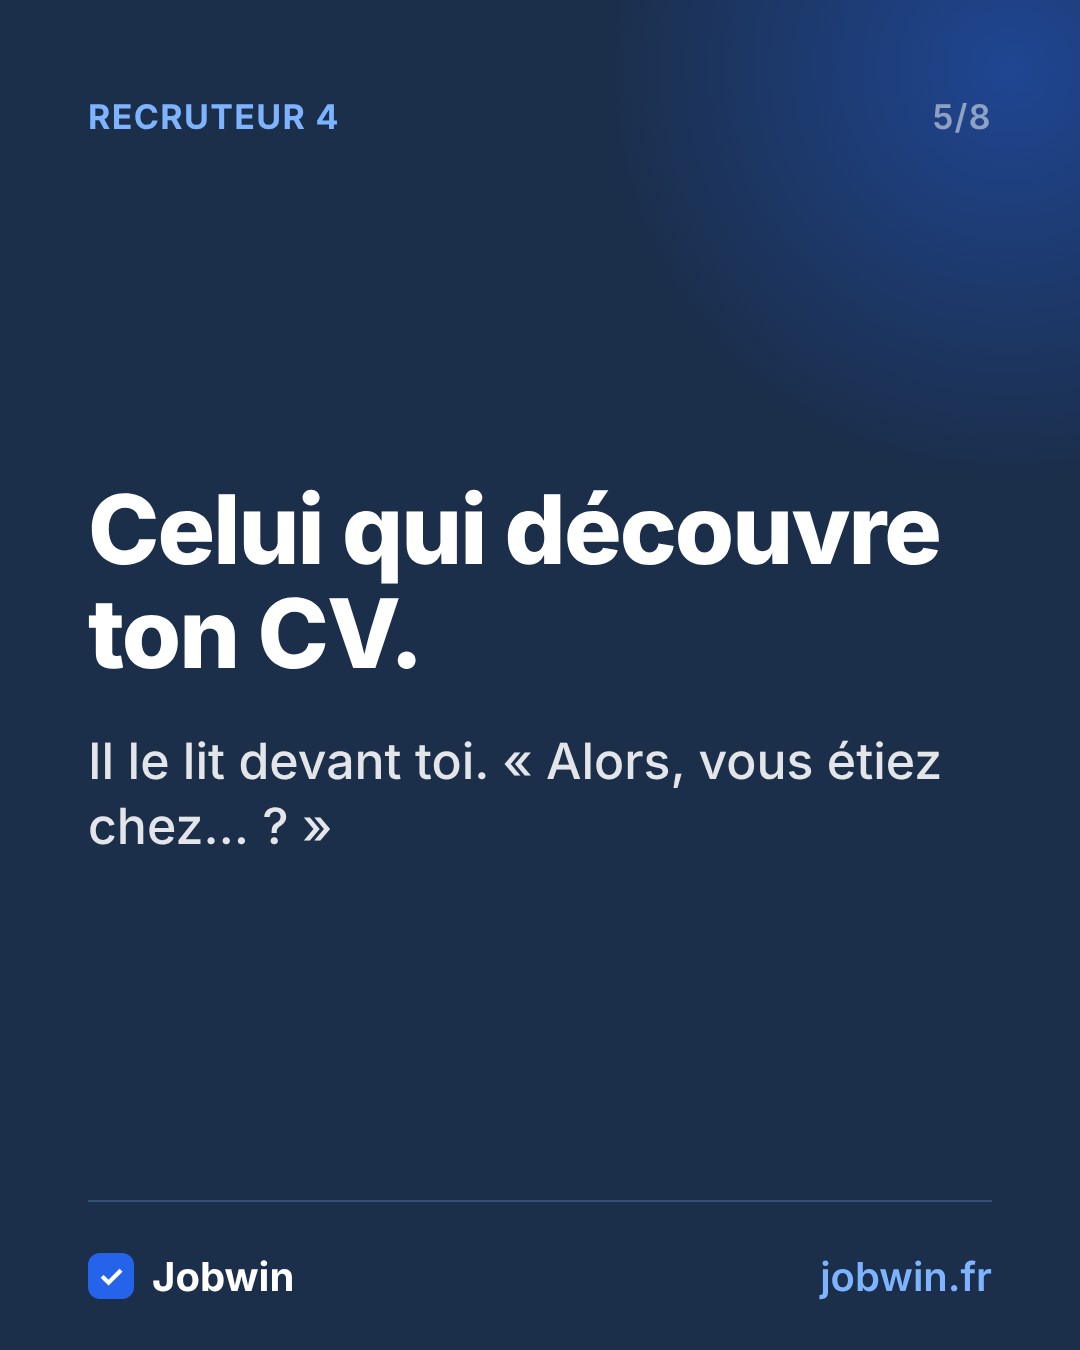 RECRUTEUR 4
5/8
Celui qui découvre
ton CV.
Il le lit devant toi. « Alors, vous étiez
chez… ? »
Jobwin
jobwin.fr